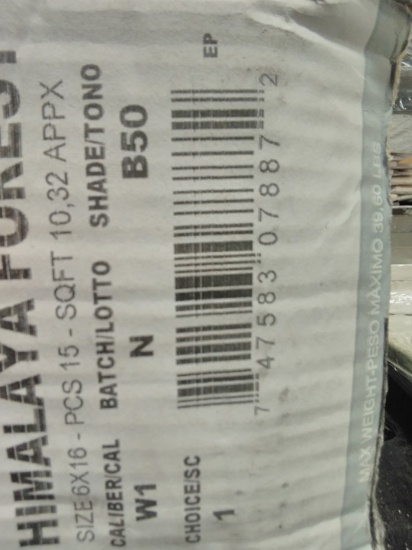 HIMALAYA FOREST
SIZE 6X16 - PCS 15 - SQFT 10,32 APPX
CALIBER/CAL BATCH/LOTTO SHADE/TONO
W1 N B50
CHOICE/SC
1
EP
7 47583 07887 2
MAX WEIGHT-PESO MAXIMO 39,60 LBS